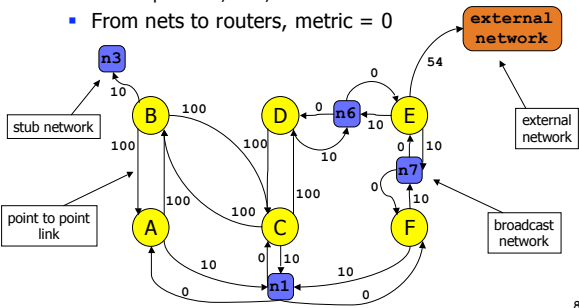 ▪ From nets to routers, metric = 0
external
network
n3
54
0
10
B
100
D
0
n6
10
E
stub network
external
network
100
10
100
0
10
n7
100
100
100
0
10
point to point
link
A
C
F
broadcast
network
10
0
10
10
n1
0
0
8